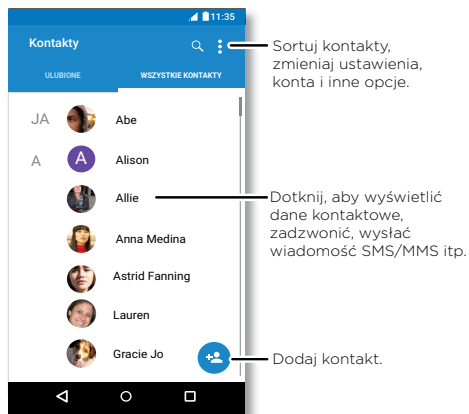 11:35
Kontakty
ULUBIONE
WSZYSTKIE KONTAKTY
JA
Abe
A
A
Alison
Allie
Anna Medina
Astrid Fanning
Lauren
Gracie Jo
Sortuj kontakty,
zmieniaj ustawienia,
konta i inne opcje.
Dotknij, aby wyświetlić
dane kontaktowe,
zadzwonić, wysłać
wiadomość SMS/MMS itp.
Dodaj kontakt.